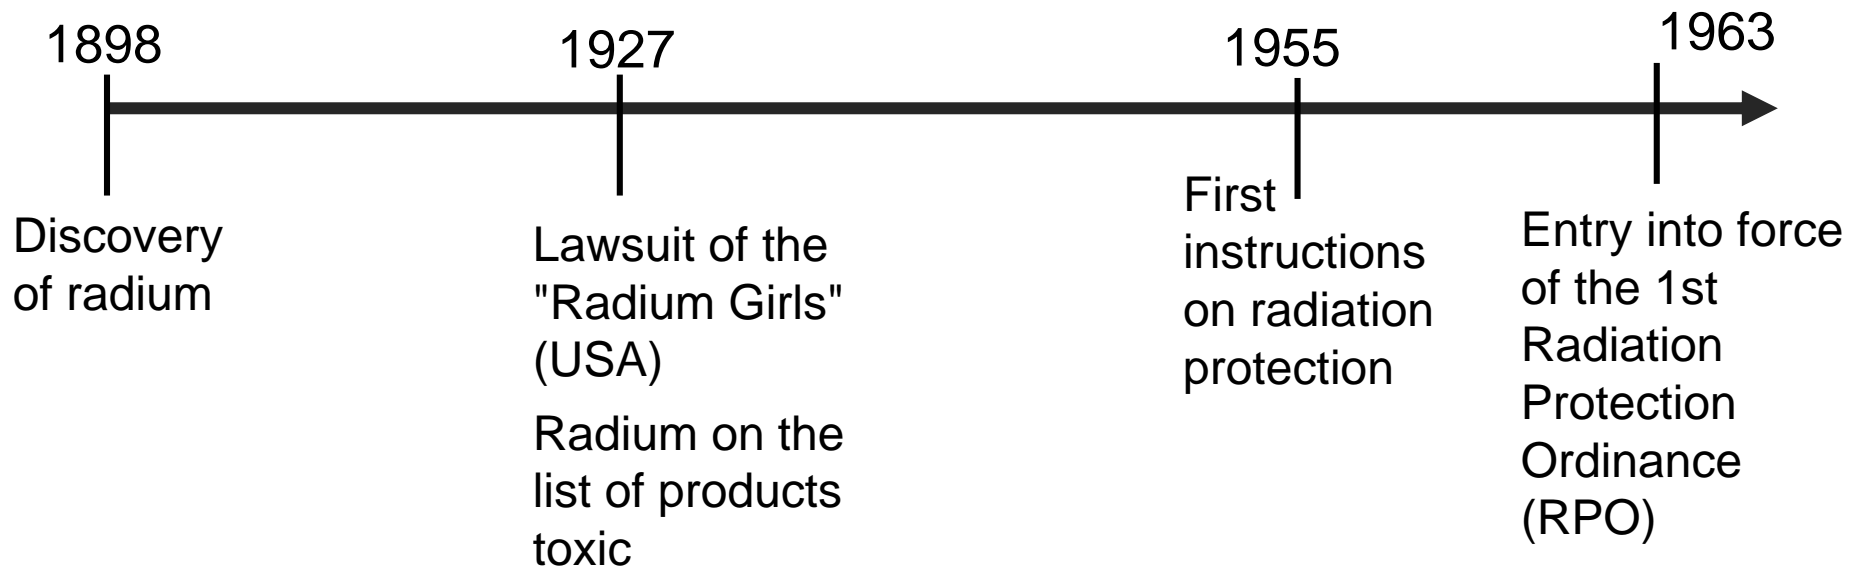 1898
Discovery
of radium
1927
Lawsuit of the
"Radium Girls"
(USA)
Radium on the
list of products
toxic
1955
First
instructions
on radiation
protection
1963
Entry into force
of the 1st
Radiation
Protection
Ordinance
(RPO)